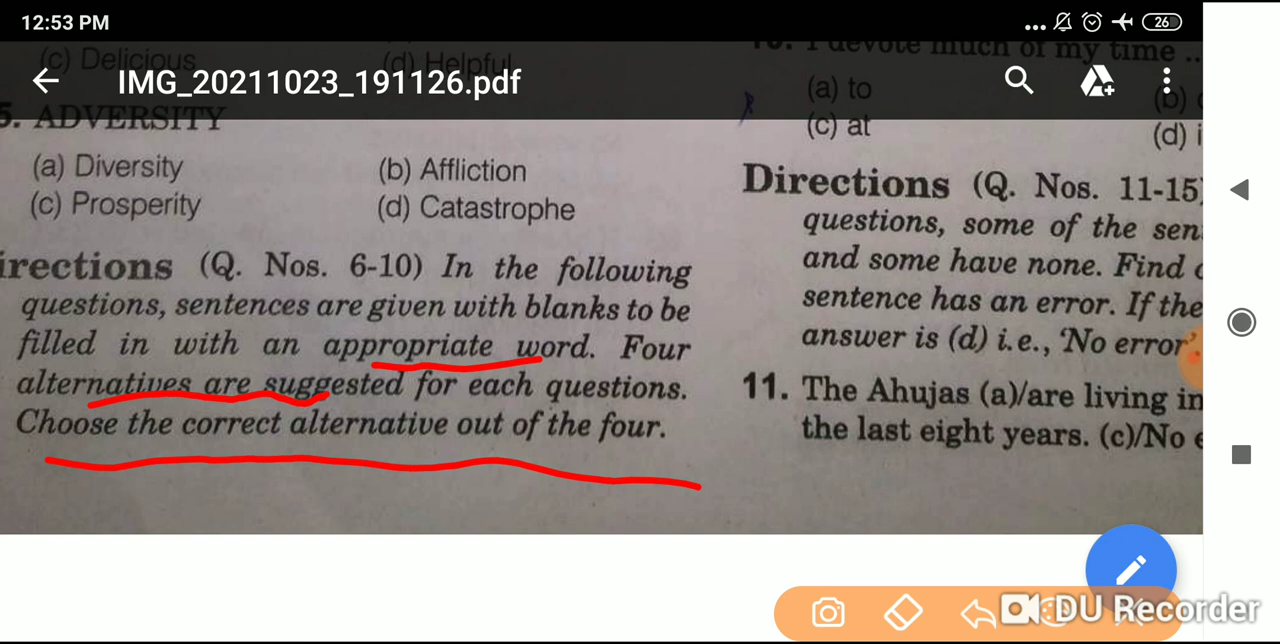 12:53 PM
26
(c) Delicious
(d) Helpful
IMG_20211023_191126.pdf
5. ADVERSITY
(a) Diversity
(b) Affliction
(c) Prosperity
(d) Catastrophe
irections (Q. Nos. 6-10) In the following
questions, sentences are given with blanks to be
filled in with an appropriate word. Four
alternatives are suggested for each questions.
Choose the correct alternative out of the four.
10. I devote much of my time ..
(a) to
(b)
(c) at
(d) i
Directions (Q. Nos. 11-15)
questions, some of the sen
and some have none. Find
sentence has an error. If the
answer is (d) i.e., 'No error'.
11. The Ahujas (a)/are living in
the last eight years. (c)/No e
DU Recorder